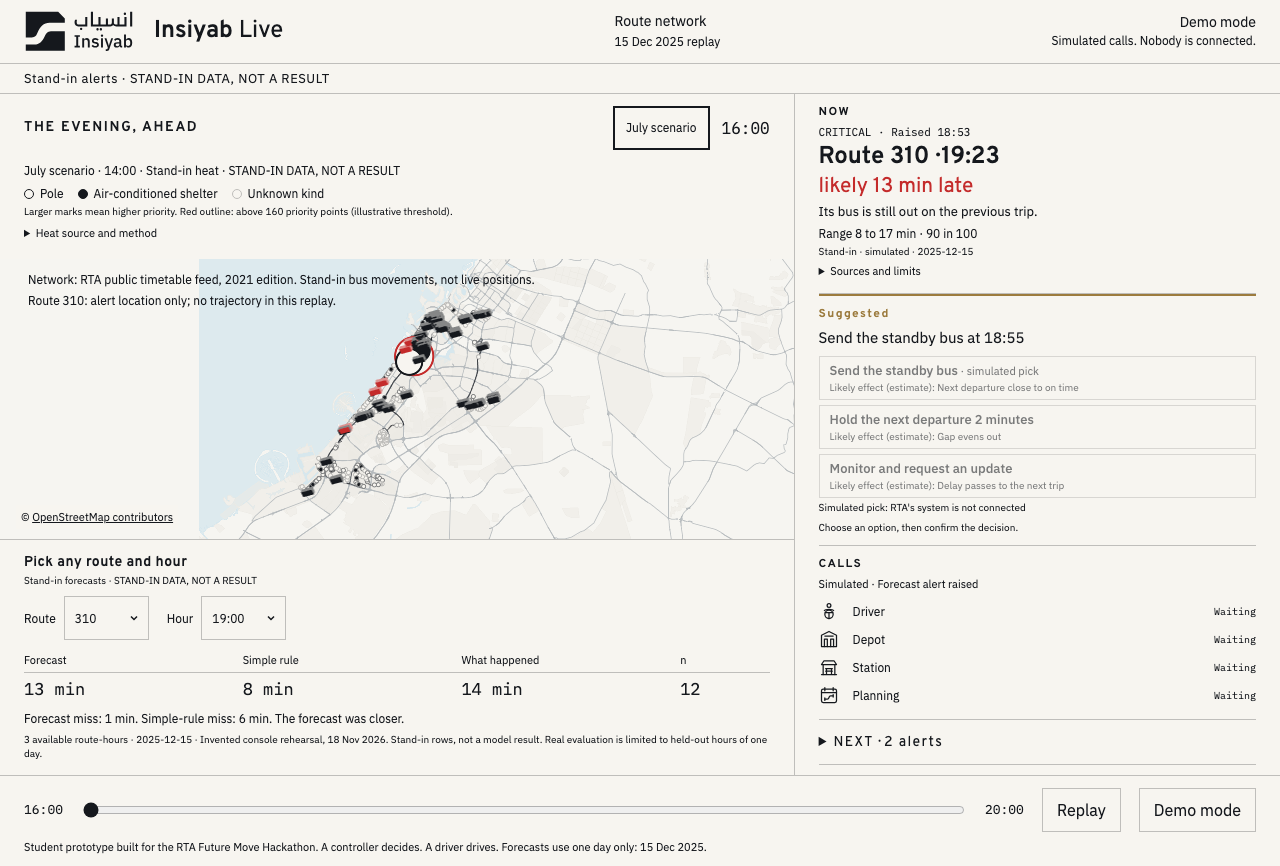 انسياب
Insiyab
Insiyab Live
Route network
15 Dec 2025 replay
Demo mode
Simulated calls. Nobody is connected.
Stand-in alerts · STAND-IN DATA, NOT A RESULT
THE EVENING, AHEAD
July scenario
16:00
July scenario · 14:00 · Stand-in heat · STAND-IN DATA, NOT A RESULT
Pole
Air-conditioned shelter
Unknown kind
Larger marks mean higher priority. Red outline: above 160 priority points (illustrative threshold).
Heat source and method
Network: RTA public timetable feed, 2021 edition. Stand-in bus movements, not live positions.
Route 310: alert location only; no trajectory in this replay.
© OpenStreetMap contributors
Pick any route and hour
Stand-in forecasts · STAND-IN DATA, NOT A RESULT
Route 310 Hour 19:00
Forecast Simple rule What happened n
13 min 8 min 14 min 12
Forecast miss: 1 min. Simple-rule miss: 6 min. The forecast was closer.
3 available route-hours · 2025-12-15 · Invented console rehearsal, 18 Nov 2026. Stand-in rows, not a model result. Real evaluation is limited to held-out hours of one
day.
NOW
CRITICAL · Raised 18:53
Route 310 ·19:23
likely 13 min late
Its bus is still out on the previous trip.
Range 8 to 17 min · 90 in 100
Stand-in · simulated · 2025-12-15
Sources and limits
Suggested
Send the standby bus at 18:55
Send the standby bus · simulated pick
Likely effect (estimate): Next departure close to on time
Hold the next departure 2 minutes
Likely effect (estimate): Gap evens out
Monitor and request an update
Likely effect (estimate): Delay passes to the next trip
Simulated pick: RTA's system is not connected
Choose an option, then confirm the decision.
CALLS
Simulated · Forecast alert raised
Driver Waiting
Depot Waiting
Station Waiting
Planning Waiting
NEXT ·2 alerts
16:00
20:00
Replay
Demo mode
Student prototype built for the RTA Future Move Hackathon. A controller decides. A driver drives. Forecasts use one day only: 15 Dec 2025.